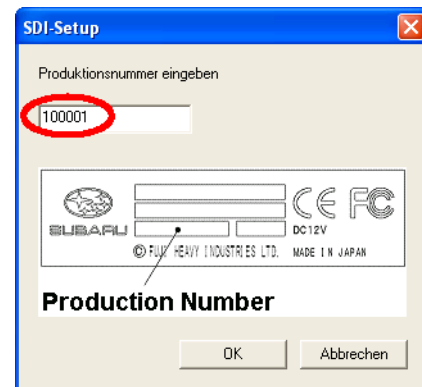 SDI-Setup
Produktionsnummer eingeben
100001
SUBARU
CE FC
DC12V
© FUJI HEAVY INDUSTRIES LTD. MADE IN JAPAN
Production Number
OK Abbrechen